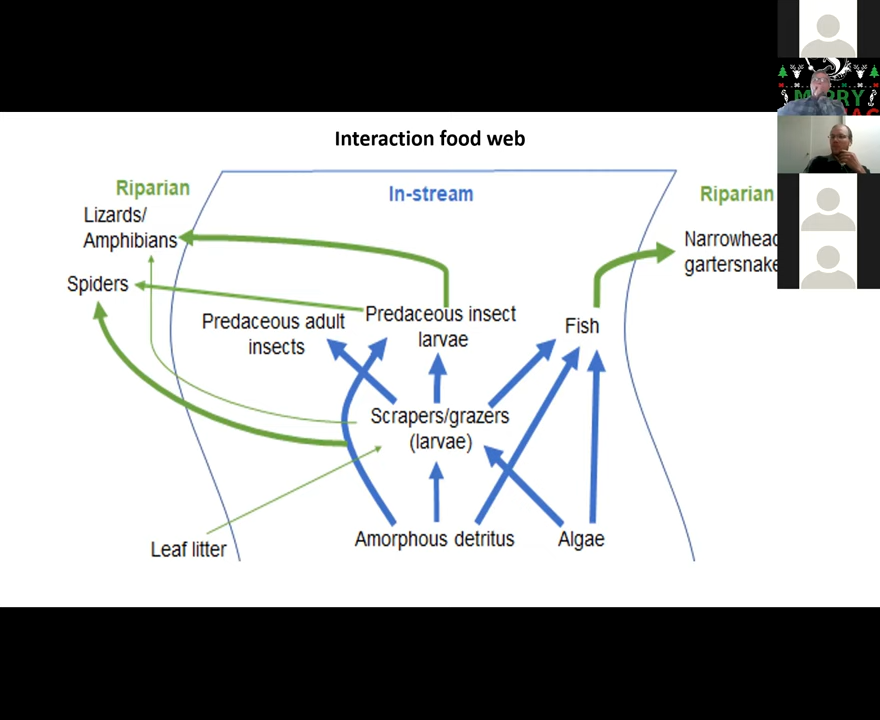 Interaction food web
Riparian
In-stream
Riparian
Lizards/
Amphibians
Spiders
Narrowhead
gartersnake
Predaceous adult
insects
Predaceous insect
larvae
Fish
Scrapers/grazers
(larvae)
Leaf litter
Amorphous detritus
Algae